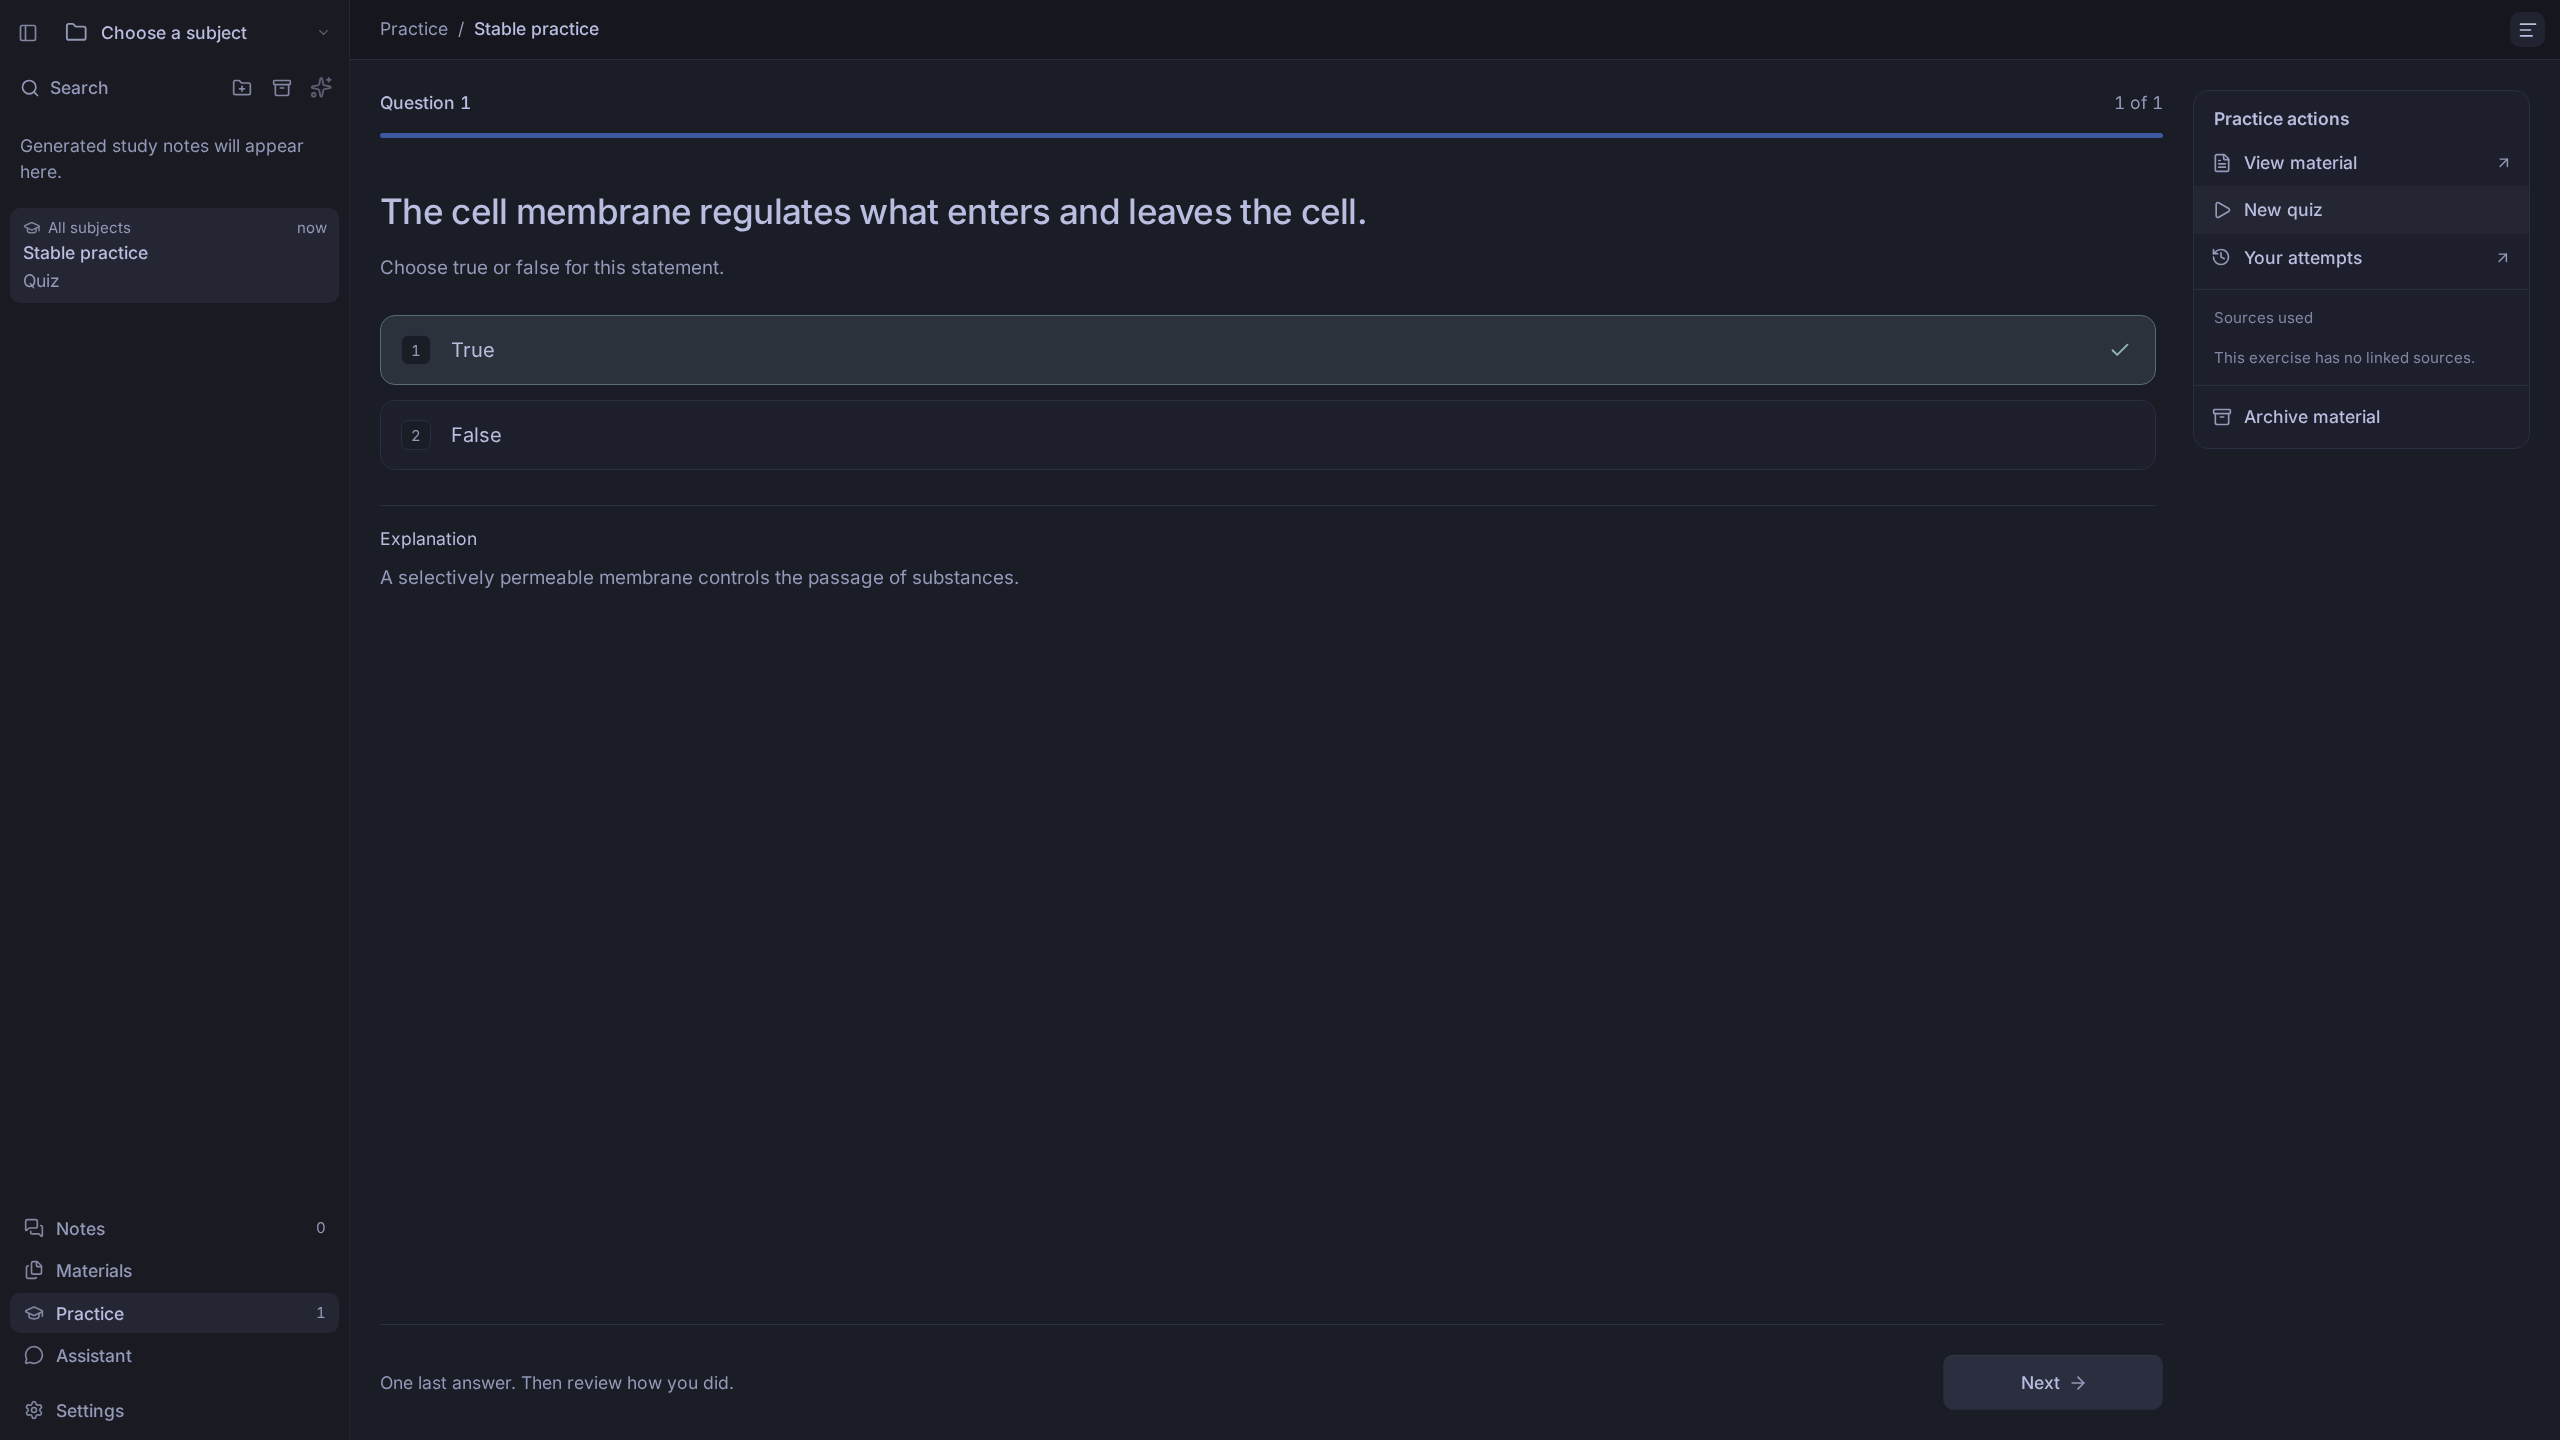 Choose a subject
Search
Generated study notes will appear
here.
All subjects
now
Stable practice
Quiz
Notes
0
Materials
Practice
1
Assistant
Settings
Practice / Stable practice
Question 1
1 of 1
The cell membrane regulates what enters and leaves the cell.
Choose true or false for this statement.
1 True
2 False
Explanation
A selectively permeable membrane controls the passage of substances.
One last answer. Then review how you did.
Next
Practice actions
View material
New quiz
Your attempts
Sources used
This exercise has no linked sources.
Archive material